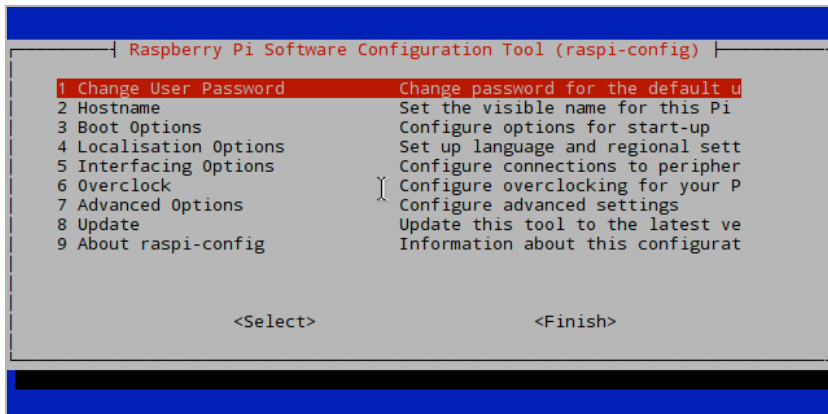 Raspberry Pi Software Configuration Tool (raspi-config)
1 Change User Password Change password for the default u
2 Hostname Set the visible name for this Pi
3 Boot Options Configure options for start-up
4 Localisation Options Set up language and regional sett
5 Interfacing Options Configure connections to peripher
6 Overclock Configure overclocking for your P
7 Advanced Options Configure advanced settings
8 Update Update this tool to the latest ve
9 About raspi-config Information about this configurat
<Select> <Finish>